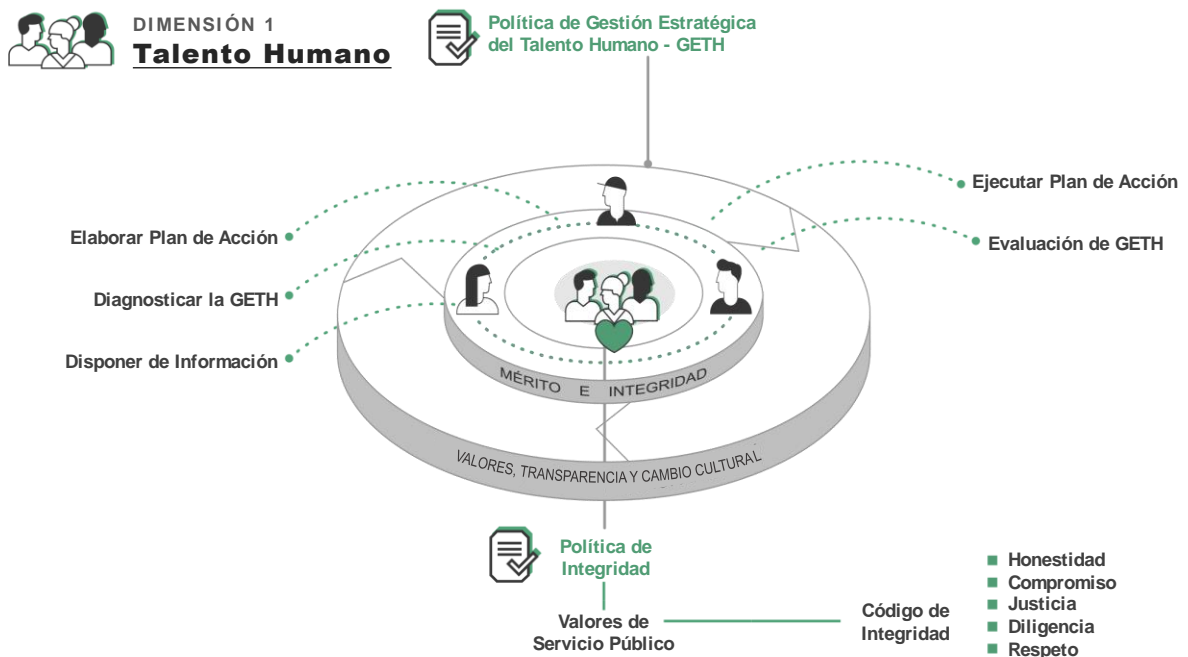 DIMENSIÓN 1
Talento Humano
Política de Gestión Estratégica
del Talento Humano - GETH
Ejecutar Plan de Acción
Elaborar Plan de Acción
Evaluación de GETH
Diagnosticar la GETH
Disponer de Información
MÉRITO E INTEGRIDAD
VALORES, TRANSPARENCIA Y CAMBIO CULTURAL
Política de
Integridad
Valores de
Servicio Público
Código de
Integridad
Honestidad
Compromiso
Justicia
Diligencia
Respeto